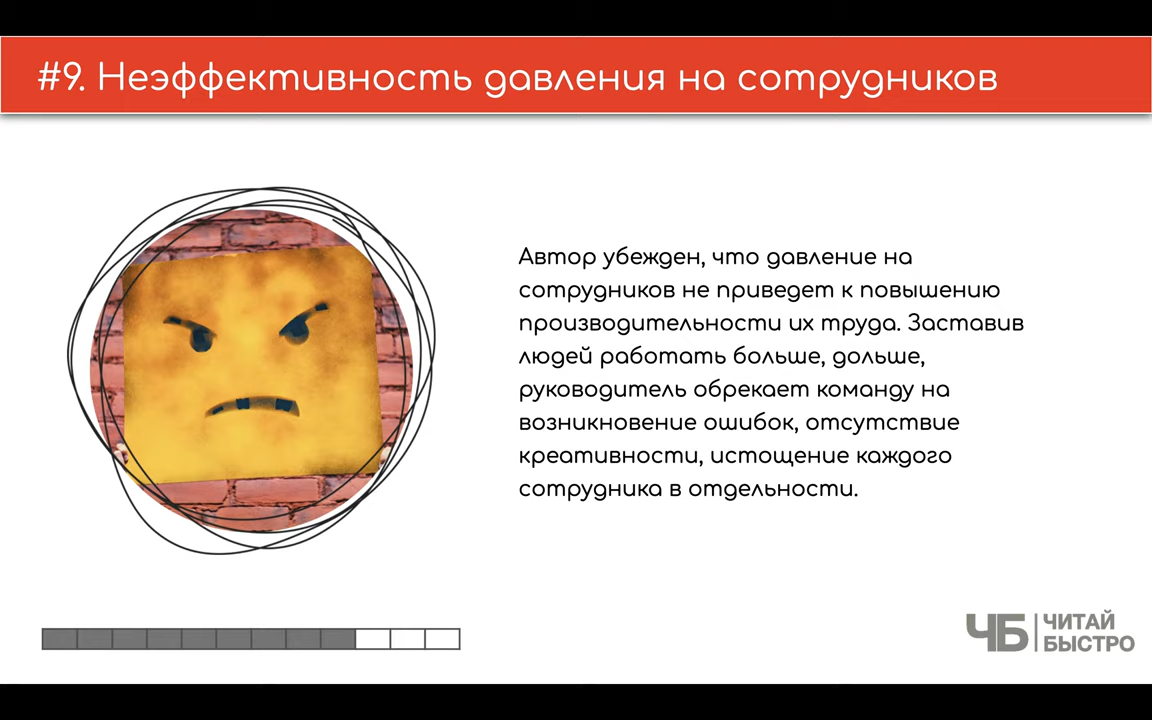 #9. Неэффективность давления на сотрудников
Автор убежден, что давление на
сотрудников не приведет к повышению
производительности их труда. Заставив
людей работать больше, дольше,
руководитель обрекает команду на
возникновение ошибок, отсутствие
креативности, истощение каждого
сотрудника в отдельности.
ЧБ ЧИТАЙ
БЫСТРО